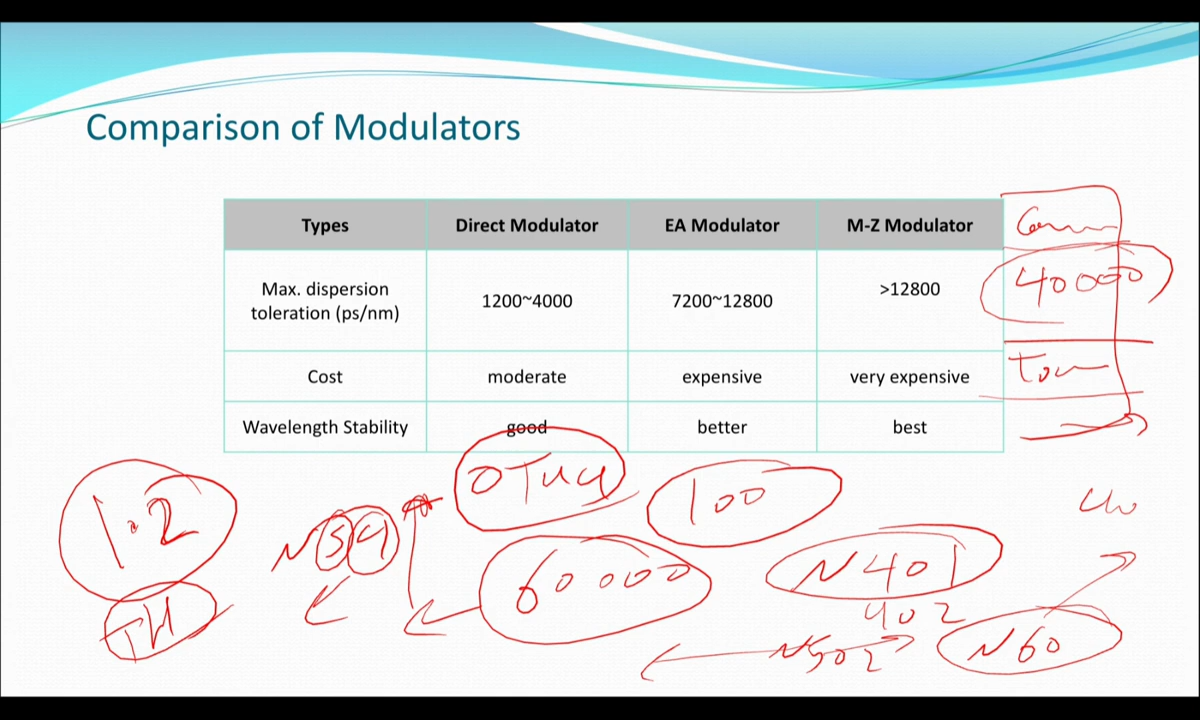 Comparison of Modulators
Types Direct Modulator EA Modulator M-Z Modulator
Max. dispersion toleration (ps/nm) 1200~4000 7200~12800 >12800 40000
Cost moderate expensive very expensive
Wavelength Stability good better best
OTU4
100
1.2
60000
N401
402
N502
N60
TH